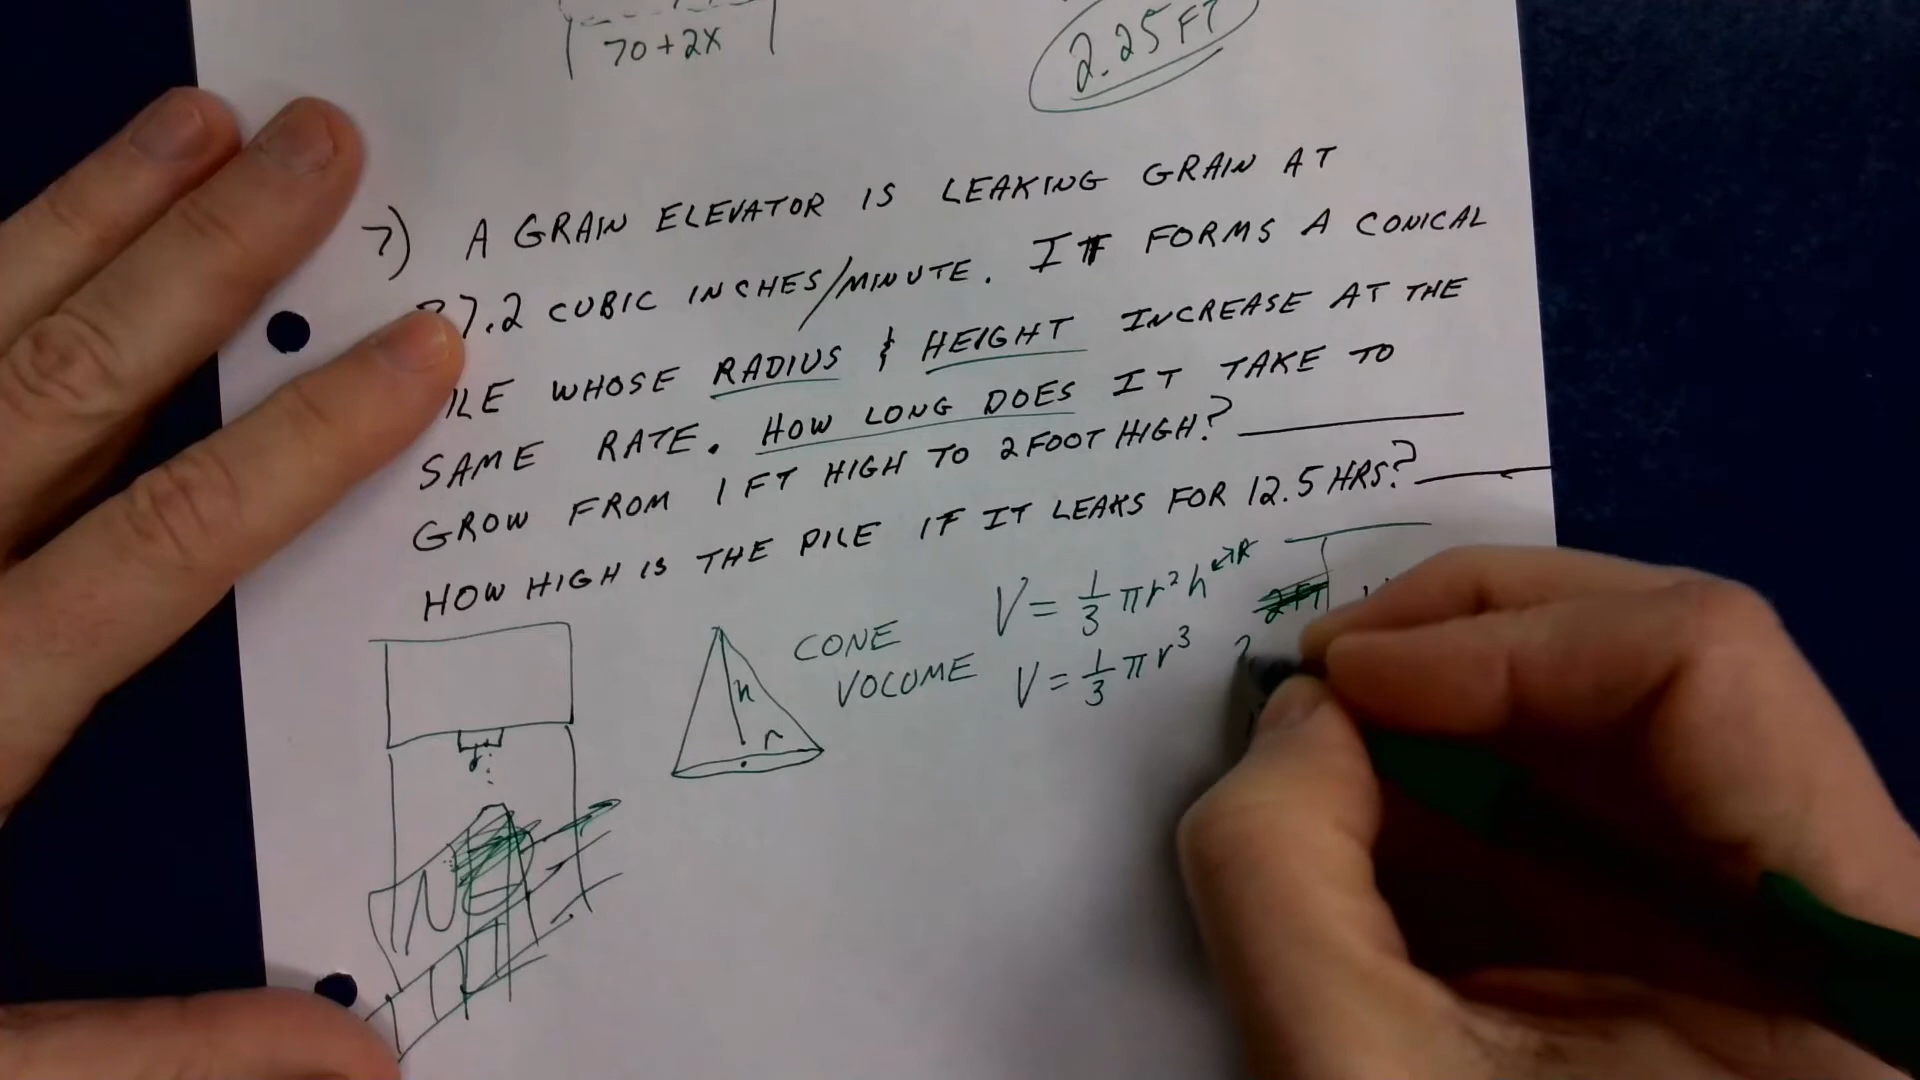 70+2X
2.25 FT
7) A GRAIN ELEVATOR IS LEAKING GRAIN AT
7.2 CUBIC INCHES/MINUTE. IT FORMS A CONICAL
ILE WHOSE RADIUS & HEIGHT INCREASE AT THE
SAME RATE. HOW LONG DOES IT TAKE TO
GROW FROM 1 FT HIGH TO 2 FOOT HIGH?
HOW HIGH IS THE PILE IF IT LEAKS FOR 12.5 HRS?
V = 1/3 πr²h ↔R
CONE
VOLUME
V = 1/3 πr³
h
r